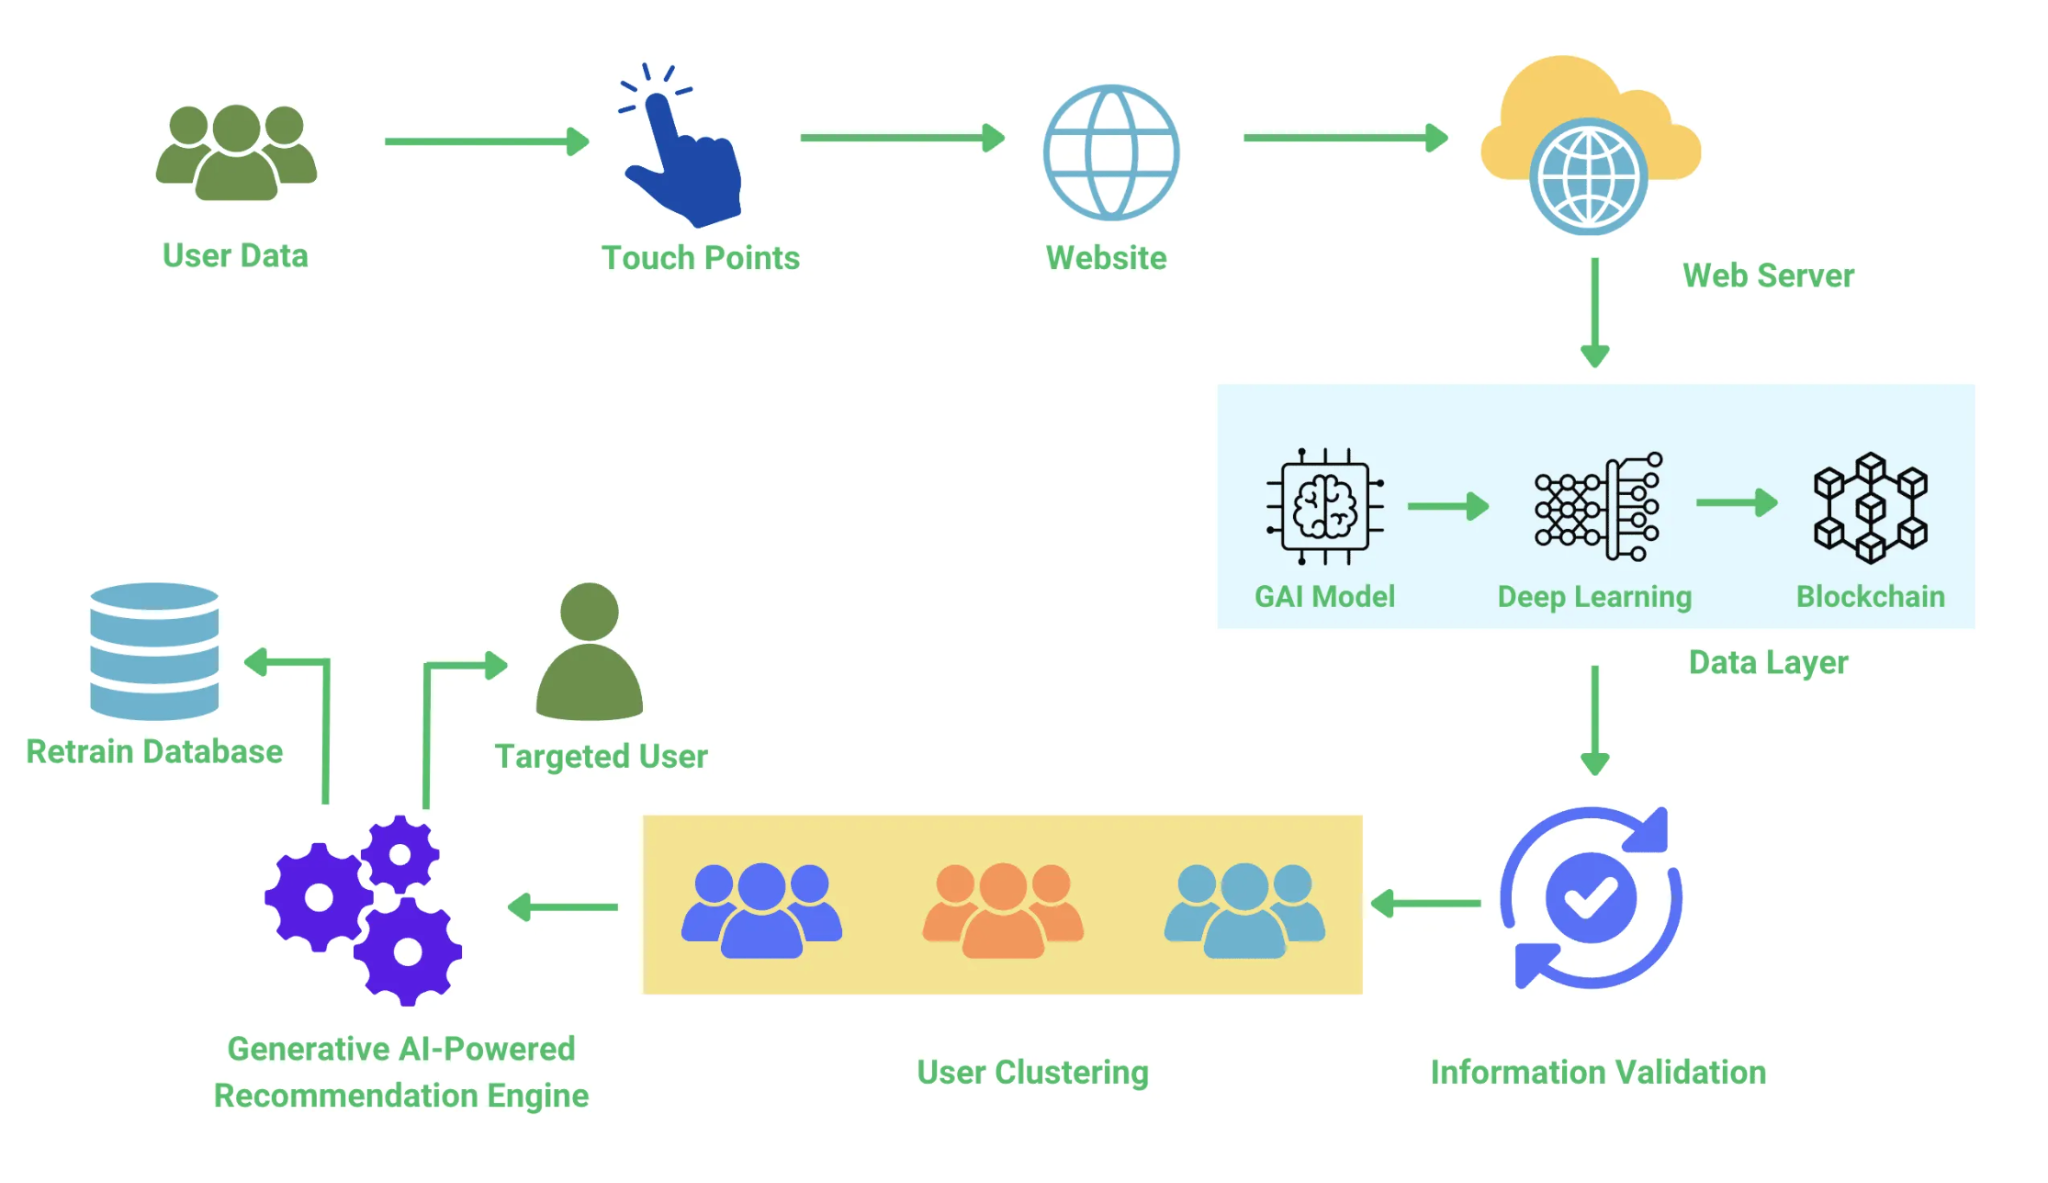 User Data
Touch Points
Website
Web Server
GAI Model
Deep Learning
Blockchain
Data Layer
Retrain Database
Targeted User
Generative AI-Powered
Recommendation Engine
User Clustering
Information Validation